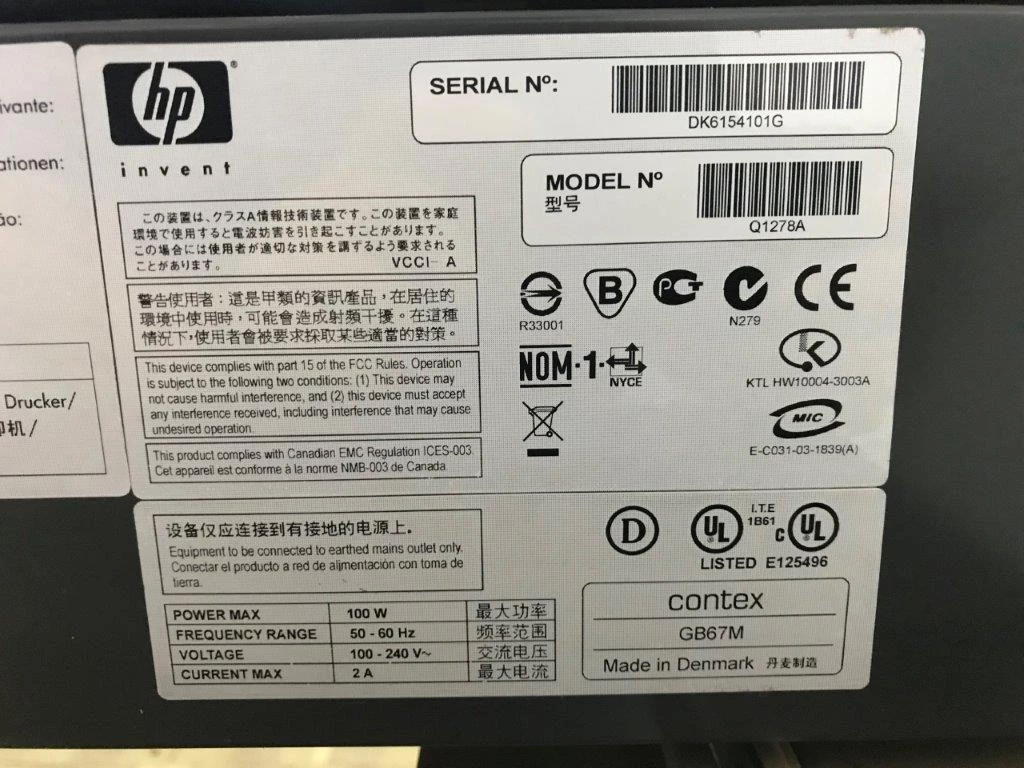 ivante:
ationen:
ão:
Drucker/
印机/
hp
invent
SERIAL Nº:
DK6154101G
MODEL Nº
型号
Q1278A
この装置は、クラスA情報技術装置です。この装置を家庭
環境で使用すると電波妨害を引き起こすことがあります。
この場合には使用者が適切な対策を講ずるよう要求される
ことがあります。 VCCI- A
警告使用者：這是甲類的資訊產品，在居住的
環境中使用時，可能會造成射頻干擾。在這種
情況下，使用者會被要求採取某些適當的對策。
This device complies with part 15 of the FCC Rules. Operation
is subject to the following two conditions: (1) This device may
not cause harmful interference, and (2) this device must accept
any interference received, including interference that may cause
undesired operation.
This product complies with Canadian EMC Regulation ICES-003.
Cet appareil est conforme à la norme NMB-003 de Canada.
R33001
B
PCT
N279
CE
NOM-1-
NYCE
K
KTL HW10004-3003A
MIC
E-C031-03-1839(A)
设备仅应连接到有接地的电源上。
Equipment to be connected to earthed mains outlet only.
Conectar el producto a red de alimentación con toma de
tierra.
POWER MAX 100 W 最大功率
FREQUENCY RANGE 50 - 60 Hz 频率范围
VOLTAGE 100 - 240 V~ 交流电压
CURRENT MAX 2 A 最大电流
D
UL
I.T.E
1B61
c UL
LISTED E125496
contex
GB67M
Made in Denmark 丹麦制造